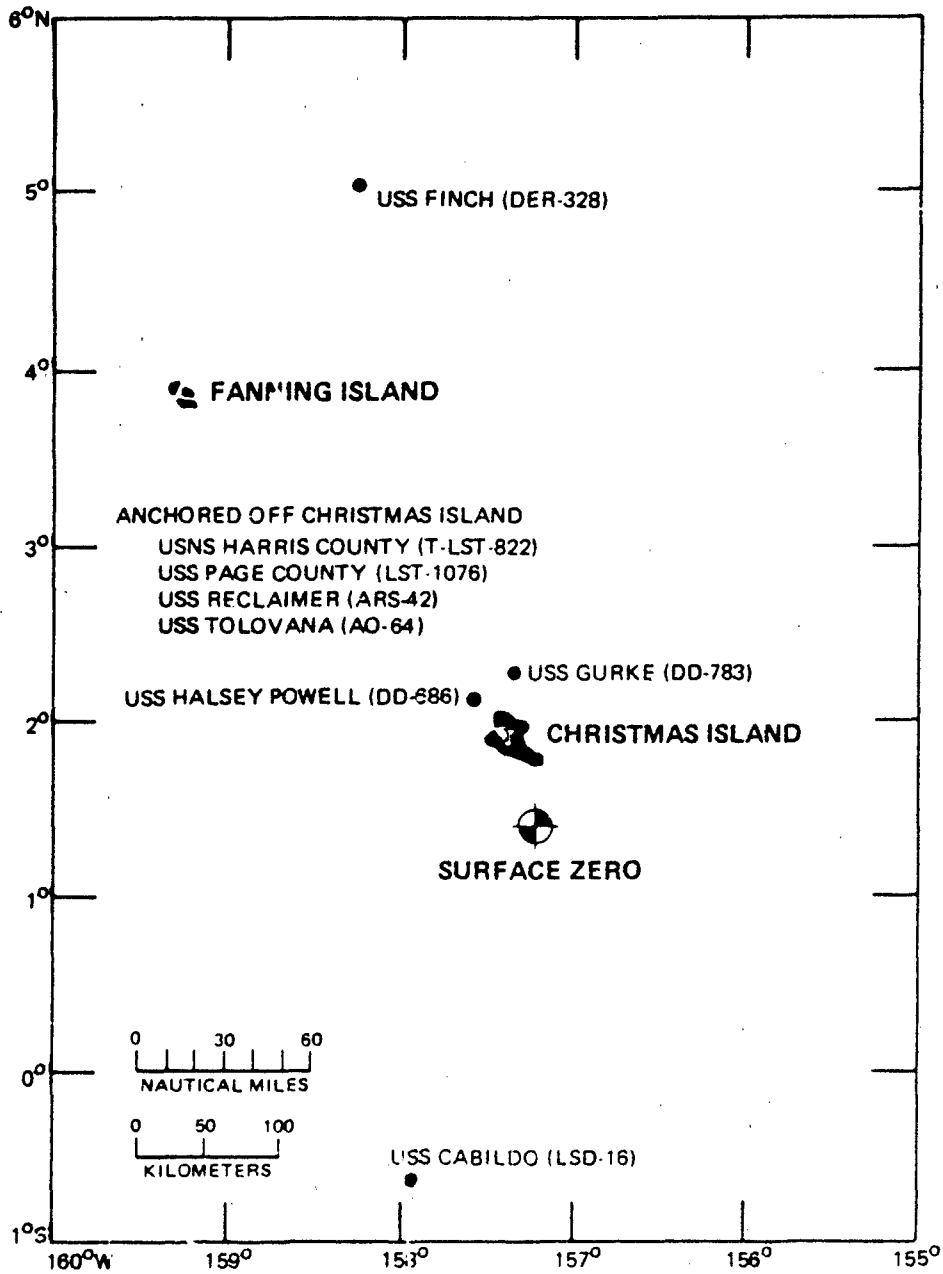 6°N
5°
USS FINCH (DER-328)
4°
FANNING ISLAND
ANCHORED OFF CHRISTMAS ISLAND
3°
USNS HARRIS COUNTY (T-LST-822)
USS PAGE COUNTY (LST-1076)
USS RECLAIMER (ARS-42)
USS TOLOVANA (AO-64)
USS GURKE (DD-783)
USS HALSEY POWELL (DD-686)
2°
CHRISTMAS ISLAND
SURFACE ZERO
1°
0 30 60
NAUTICAL MILES
0°
0 50 100
KILOMETERS
USS CABILDO (LSD-16)
1°S
160°W 159° 158° 157° 156° 155°